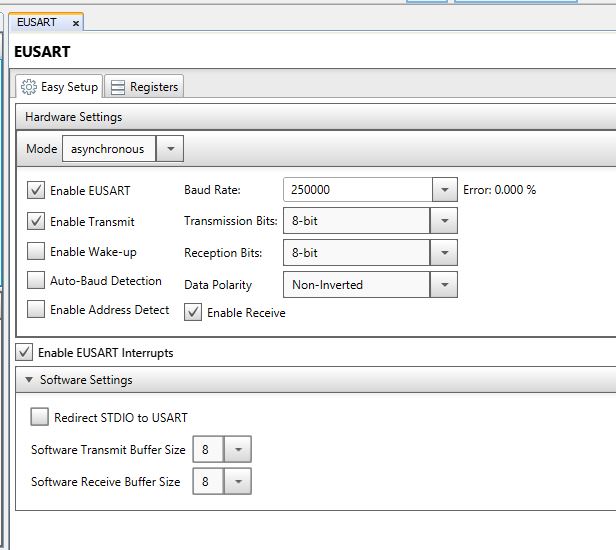 EUSART x
EUSART
Easy Setup Registers
Hardware Settings
Mode asynchronous
Enable EUSART Baud Rate: 250000 Error: 0.000 %
Enable Transmit Transmission Bits: 8-bit
Enable Wake-up Reception Bits: 8-bit
Auto-Baud Detection Data Polarity Non-Inverted
Enable Address Detect Enable Receive
Enable EUSART Interrupts
Software Settings
Redirect STDIO to USART
Software Transmit Buffer Size 8
Software Receive Buffer Size 8